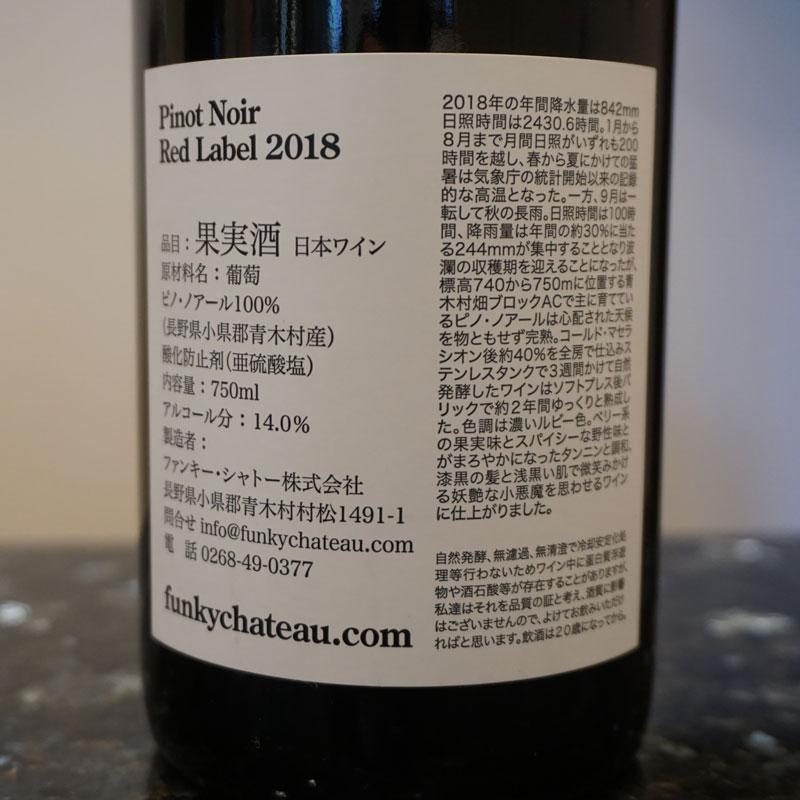 Pinot Noir
Red Label 2018
品目：果実酒 日本ワイン
原材料名：葡萄
ピノ・ノアール100%
(長野県小県郡青木村産)
酸化防止剤(亜硫酸塩)
内容量：750ml
アルコール分：14.0%
製造者：
ファンキー・シャトー株式会社
長野県小県郡青木村村松1491-1
問合せ info@funkychateau.com
電 話 0268-49-0377
funkychateau.com
2018年の年間降水量は842mm
日照時間は2430.6時間。1月から
8月まで月間日照がいずれも200
時間を越し、春から夏にかけての猛
暑は気象庁の統計開始以来の記録
的な高温となった。一方、9月は一
転して秋の長雨。日照時間は100時
間、降雨量は年間の約30%に当た
る244mmが集中することとなり波
瀾の収穫期を迎えることになったが、
標高740から750mに位置する青
木村畑ブロックACで主に育ててい
るピノ・ノアールは心配された天候
を物ともせず完熟。コールド・マセラ
シオン後約40%を全房で仕込みス
テンレスタンクで3週間かけて自然
発酵したワインはソフトプレス後バ
リックで約2年間ゆっくりと熟成し
た。色調は濃いルビー色。ベリー系
の果実味とスパイシーな野性味と
がまろやかになったタンニンと調和。
漆黒の髪と浅黒い肌で微笑みかけ
る妖艶な小悪魔を思わせるワイン
に仕上がりました。
自然発酵、無濾過、無清澄で冷却安定化処
理等行わないためワイン中に蛋白質浮遊
物や酒石酸等が存在することがありますが、
私達はそれを品質の証と考え、酒質に影響
はございませんので、よけてお飲みいただけ
ればと思います。飲酒は20歳になってから。